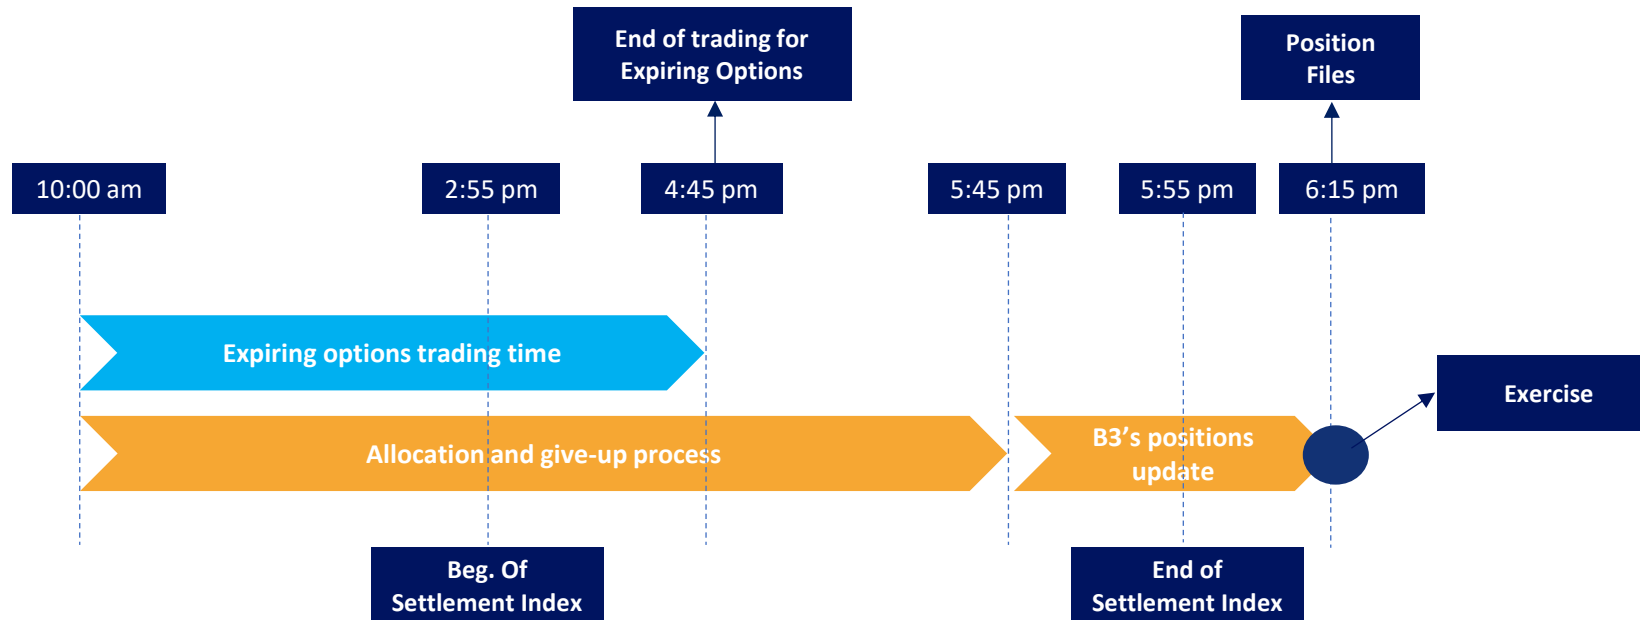 End of trading for
Expiring Options
Position
Files
10:00 am
2:55 pm
4:45 pm
5:45 pm
5:55 pm
6:15 pm
Expiring options trading time
Exercise
Allocation and give-up process
B3’s positions
update
Beg. Of
Settlement Index
End of
Settlement Index